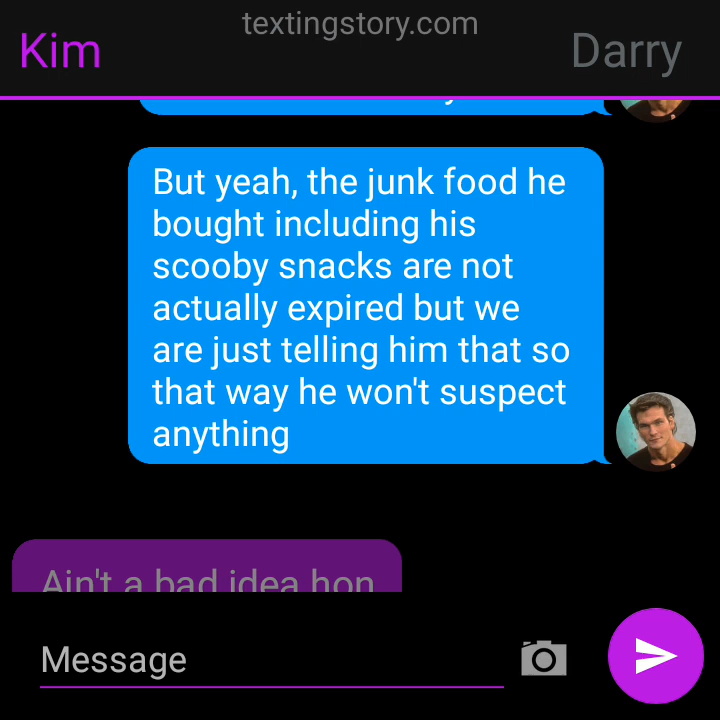 textingstory.com
Kim
Darry
But yeah, the junk food he
bought including his
scooby snacks are not
actually expired but we
are just telling him that so
that way he won't suspect
anything
Ain't a bad idea hon
Message